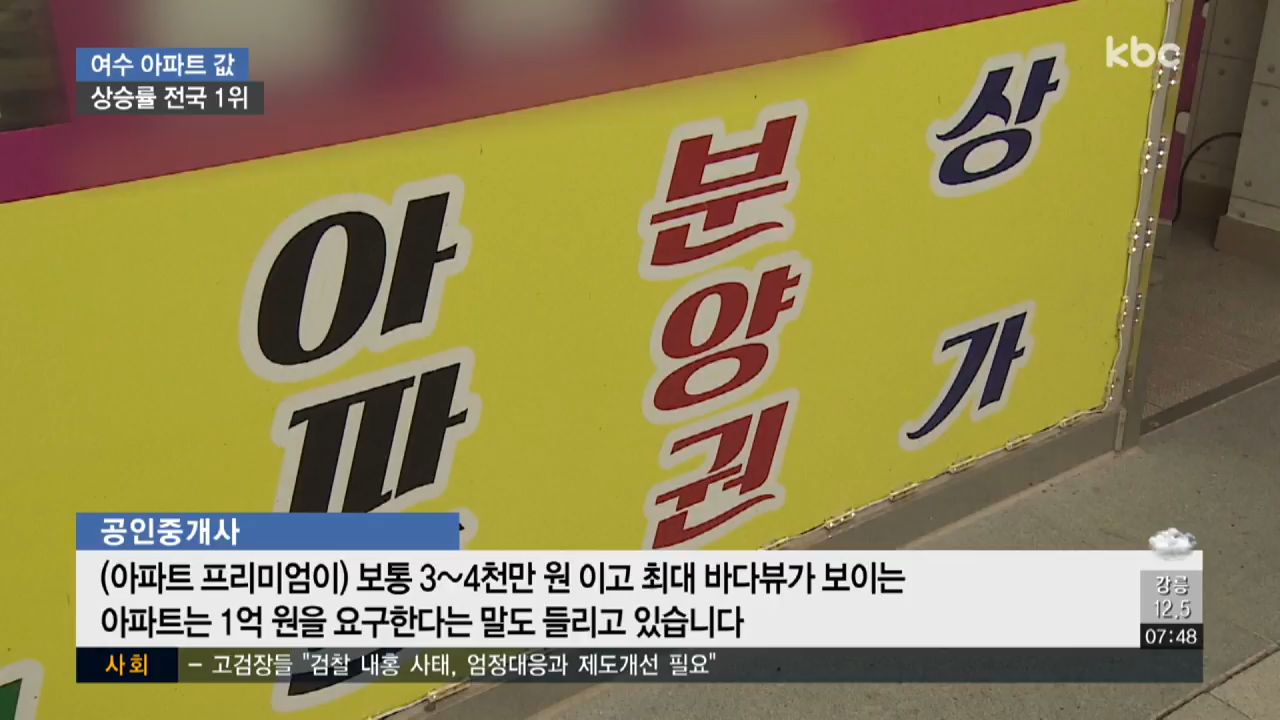 여수 아파트 값
상승률 전국 1위
kbc
아파
분양권
상가
공인중개사
(아파트 프리미엄이) 보통 3~4천만 원 이고 최대 바다뷰가 보이는
아파트는 1억 원을 요구한다는 말도 들리고 있습니다
강릉
12.5
07:48
사회
- 고검장들 "검찰 내홍 사태, 엄정대응과 제도개선 필요"